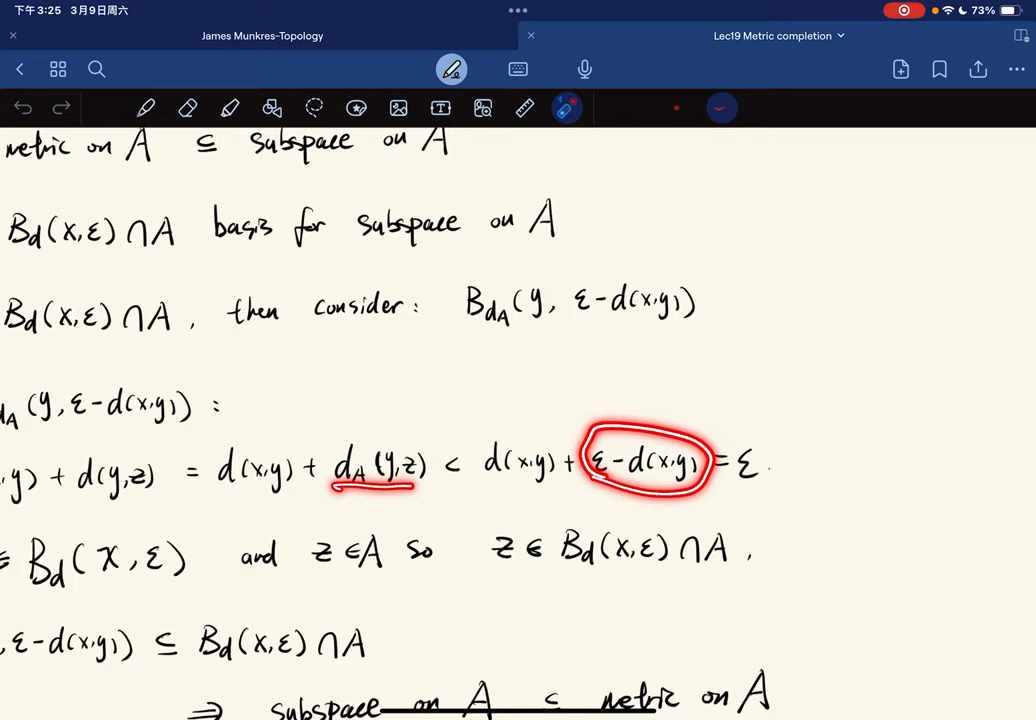 下午3:25 3月9日周六
73%
James Munkres-Topology
Lec19 Metric completion
metric on A ⊆ subspace on A
Bd(x,ε) ∩ A basis for subspace on A
Bd(x,ε) ∩ A, then consider: BdA(y, ε-d(x,y))
dA(y, ε-d(x,y)) :
,y) + d(y,z) = d(x,y) + dA(y,z) < d(x,y) + ε-d(x,y) = ε.
∈ Bd(x,ε) and z ∈ A so z ∈ Bd(x,ε) ∩ A,
, ε-d(x,y)) ⊆ Bd(x,ε) ∩ A
⇒ subspace on A ⊆ metric on A